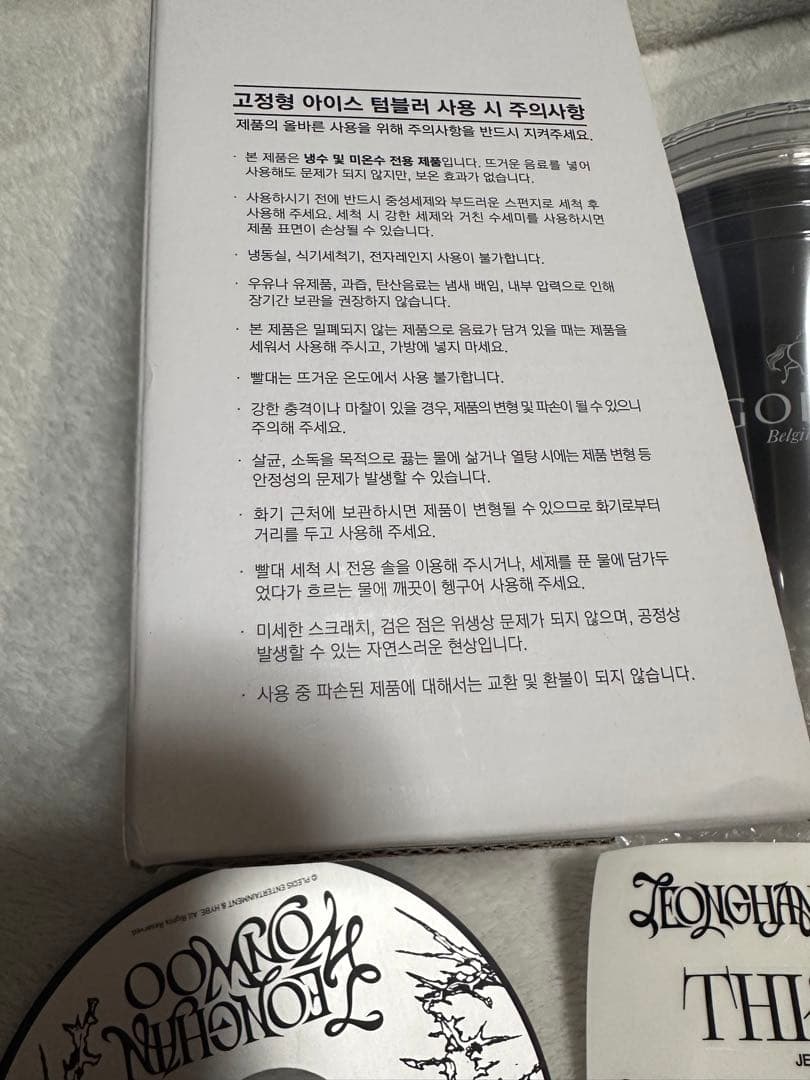 고정형 아이스 텀블러 사용 시 주의사항
제품의 올바른 사용을 위해 주의사항을 반드시 지켜주세요.
· 본 제품은 냉수 및 미온수 전용 제품입니다. 뜨거운 음료를 넣어
사용해도 문제가 되지 않지만, 보온 효과가 없습니다.
· 사용하시기 전에 반드시 중성세제와 부드러운 스펀지로 세척 후
사용해 주세요. 세척 시 강한 세제와 거친 수세미를 사용하시면
제품 표면이 손상될 수 있습니다.
· 냉동실, 식기세척기, 전자레인지 사용이 불가합니다.
· 우유나 유제품, 과즙, 탄산음료는 냄새 배임, 내부 압력으로 인해
장기간 보관을 권장하지 않습니다.
· 본 제품은 밀폐되지 않는 제품으로 음료가 담겨 있을 때는 제품을
세워서 사용해 주시고, 가방에 넣지 마세요.
· 빨대는 뜨거운 온도에서 사용 불가합니다.
· 강한 충격이나 마찰이 있을 경우, 제품의 변형 및 파손이 될 수 있으니
주의해 주세요.
· 살균, 소독을 목적으로 끓는 물에 삶거나 열탕 시에는 제품 변형 등
안정성의 문제가 발생할 수 있습니다.
· 화기 근처에 보관하시면 제품이 변형될 수 있으므로 화기로부터
거리를 두고 사용해 주세요.
· 빨대 세척 시 전용 솔을 이용해 주시거나, 세제를 푼 물에 담가두
었다가 흐르는 물에 깨끗이 헹구어 사용해 주세요.
· 미세한 스크래치, 검은 점은 위생상 문제가 되지 않으며, 공정상
발생할 수 있는 자연스러운 현상입니다.
· 사용 중 파손된 제품에 대해서는 교환 및 환불이 되지 않습니다.
GO
Belgi
© PLEDIS ENTERTAINMENT & HYBE. All Rights Reserved.
JEONGHAN
WONWOO
JEONGHAN
THIS
JE